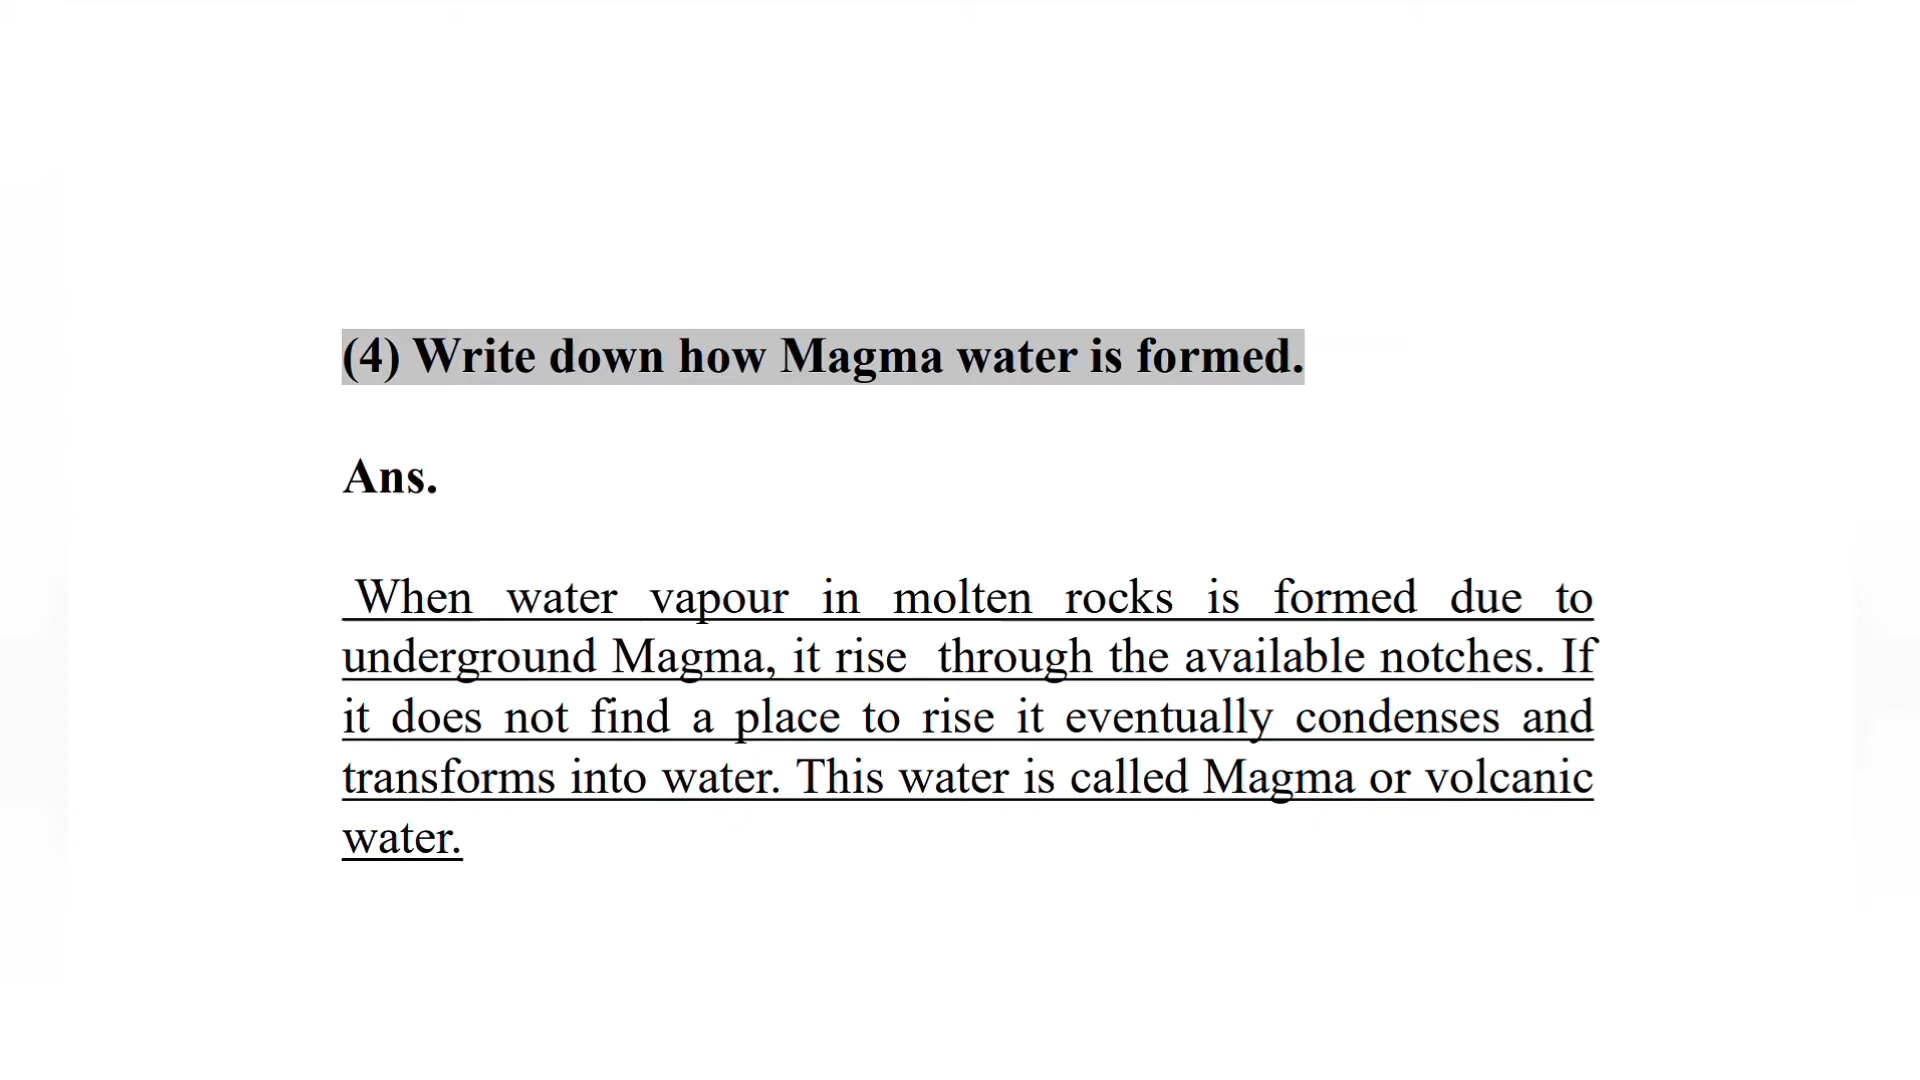 (4) Write down how Magma water is formed.
Ans.
When water vapour in molten rocks is formed due to
underground Magma, it rise through the available notches. If
it does not find a place to rise it eventually condenses and
transforms into water. This water is called Magma or volcanic
water.